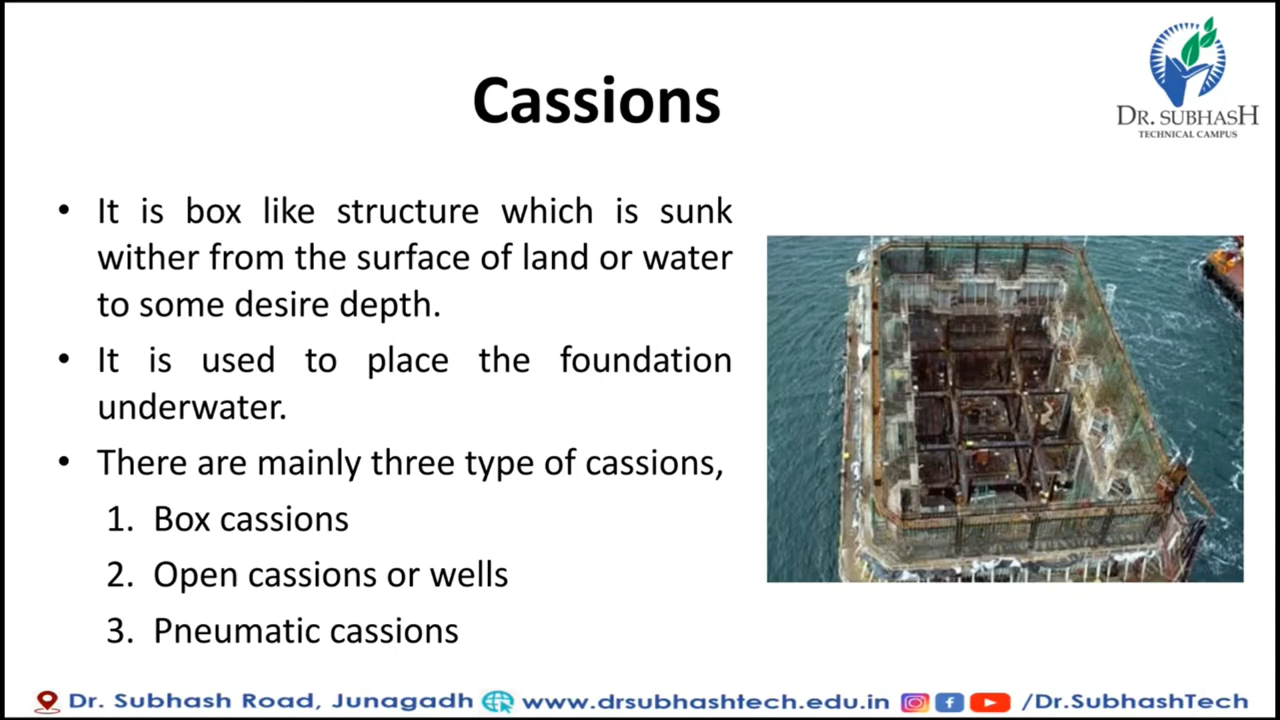 DR. SUBHASH
TECHNICAL CAMPUS
Cassions
• It is box like structure which is sunk
wither from the surface of land or water
to some desire depth.
• It is used to place the foundation
underwater.
• There are mainly three type of cassions,
1. Box cassions
2. Open cassions or wells
3. Pneumatic cassions
Dr. Subhash Road, Junagadh www.drsubhashtech.edu.in /Dr.SubhashTech